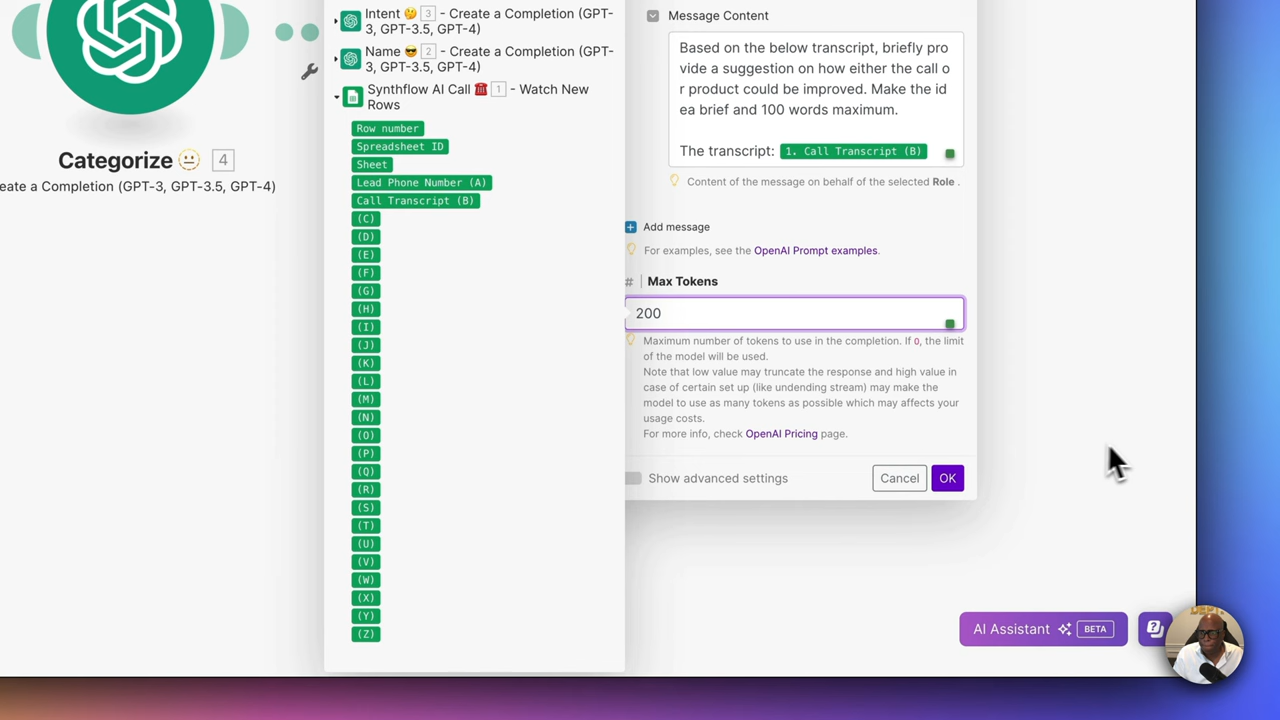 Categorize 4
eate a Completion (GPT-3, GPT-3.5, GPT-4)
Intent 🤔 3 - Create a Completion (GPT-
3, GPT-3.5, GPT-4)
Name 😎 2 - Create a Completion (GPT-
3, GPT-3.5, GPT-4)
Synthflow AI Call ☎️ 1 - Watch New
Rows
Row number
Spreadsheet ID
Sheet
Lead Phone Number (A)
Call Transcript (B)
(C)
(D)
(E)
(F)
(G)
(H)
(I)
(J)
(K)
(L)
(M)
(N)
(O)
(P)
(Q)
(R)
(S)
(T)
(U)
(V)
(W)
(X)
(Y)
(Z)
Message Content
Based on the below transcript, briefly pro
vide a suggestion on how either the call o
r product could be improved. Make the id
ea brief and 100 words maximum.
The transcript: 1. Call Transcript (B)
Content of the message on behalf of the selected Role .
Add message
For examples, see the OpenAI Prompt examples.
# | Max Tokens
200
Maximum number of tokens to use in the completion. If 0, the limit
of the model will be used.
Note that low value may truncate the response and high value in
case of certain set up (like undending stream) may make the
model to use as many tokens as possible which may affects your
usage costs.
For more info, check OpenAI Pricing page.
Show advanced settings
Cancel
OK
AI Assistant BETA